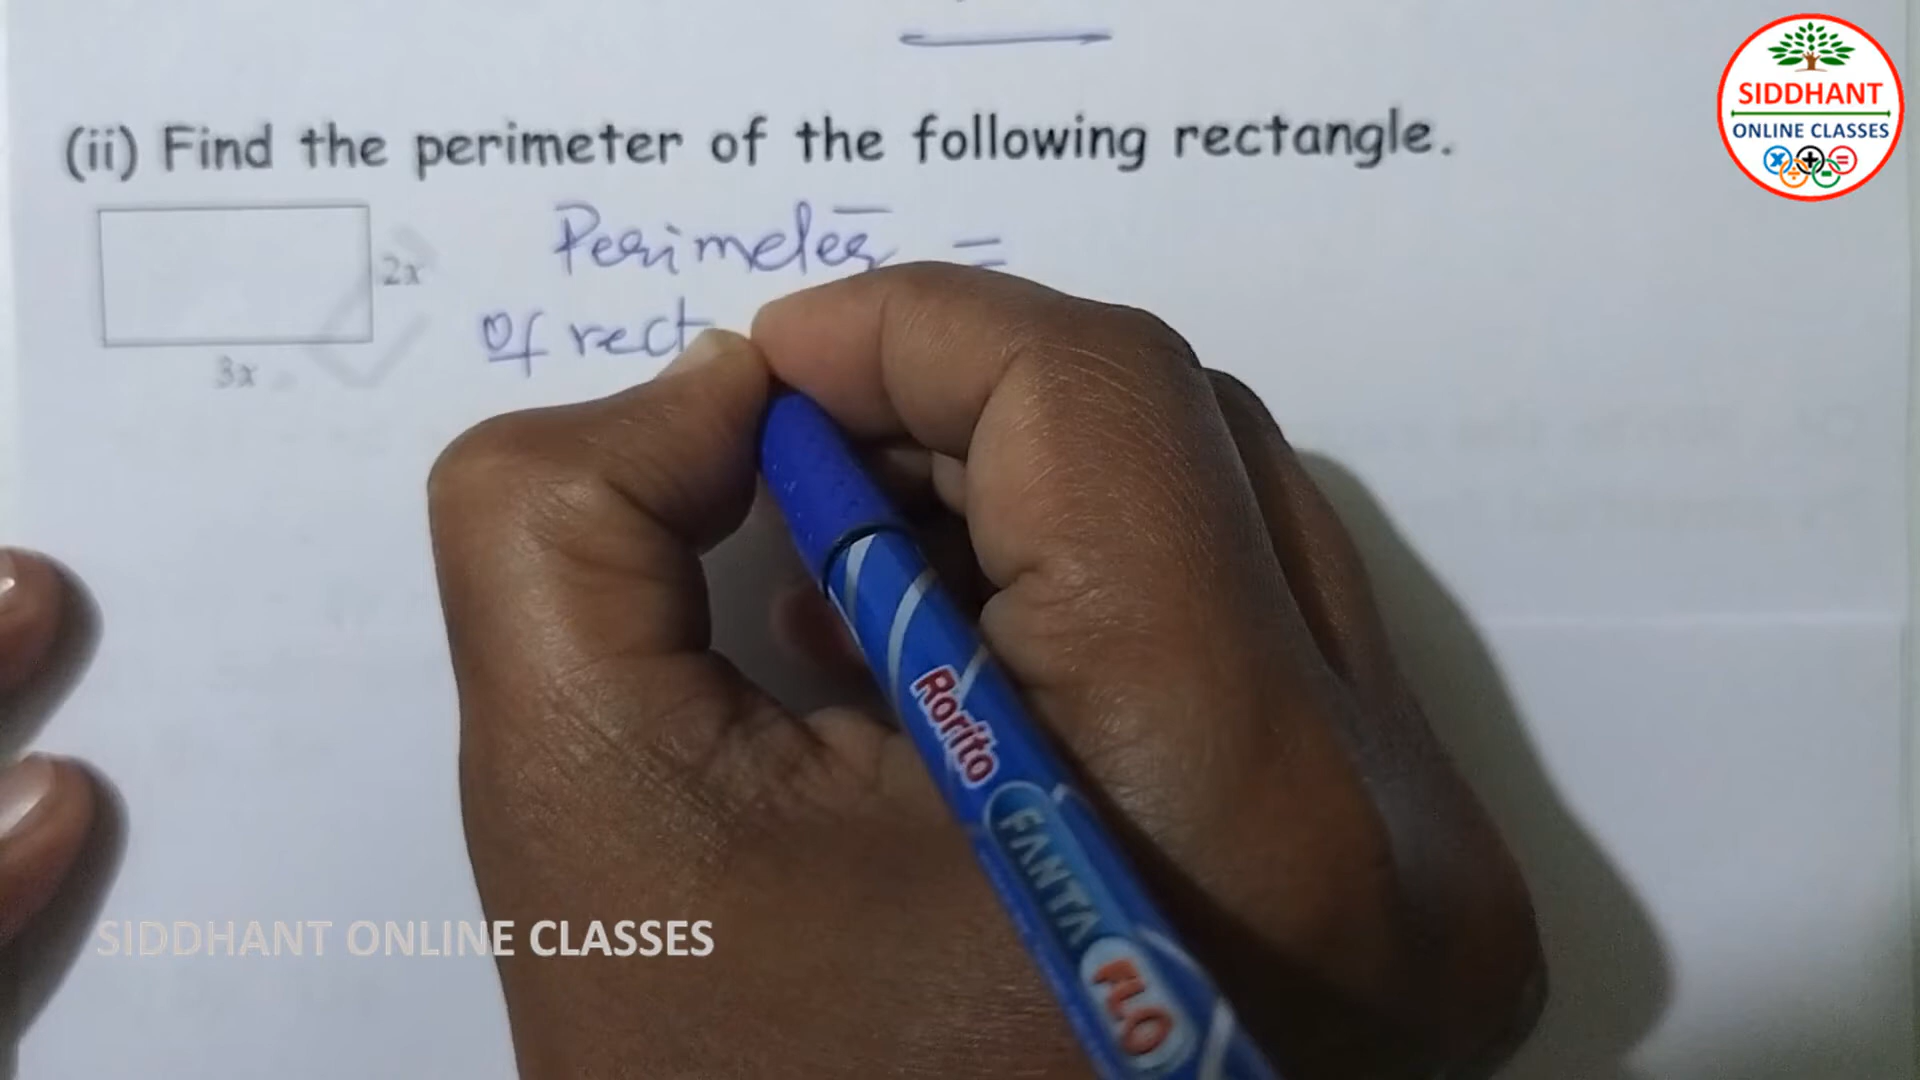 SIDDHANT
ONLINE CLASSES
(ii) Find the perimeter of the following rectangle.
Perimeter =
2x
of rect
3x
Rorito
FANTA
FLO
SIDDHANT ONLINE CLASSES